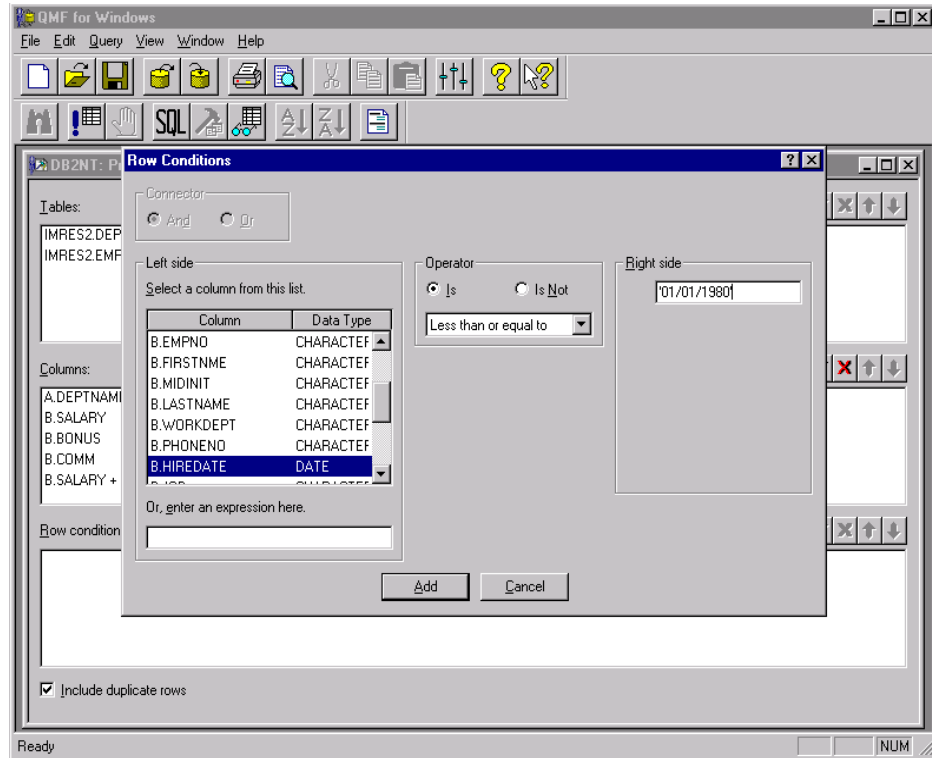 QMF for Windows
File Edit Query View Window Help
SQL
A Z
Z A
DB2NT:
Row Conditions
Connector
And Or
Tables:
IMRES2.DEP
IMRES2.EMF
Left side
Select a column from this list.
Column Data Type
B.EMPNO CHARACTEF
B.FIRSTNME CHARACTEF
B.MIDINIT CHARACTEF
B.LASTNAME CHARACTEF
B.WORKDEPT CHARACTEF
B.PHONENO CHARACTEF
B.HIREDATE DATE
Or, enter an expression here.
Operator
Is Is Not
Less than or equal to
Right side
'01/01/1980'
Columns:
A.DEPTNAMI
B.SALARY
B.BONUS
B.COMM
B.SALARY +
Row condition
Add Cancel
Include duplicate rows
Ready NUM